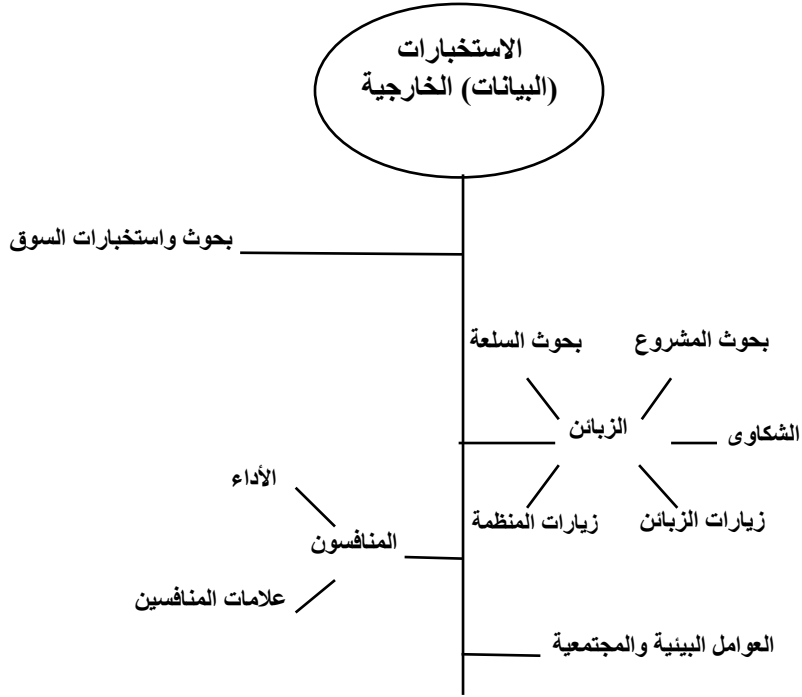 الاستخبارات
(البيانات) الخارجية
بحوث واستخبارات السوق
بحوث المشروع
بحوث السلعة
الزبائن
الشكاوى
زيارات الزبائن
زيارات المنظمة
الأداء
المنافسون
علامات المنافسين
العوامل البيئية والمجتمعية